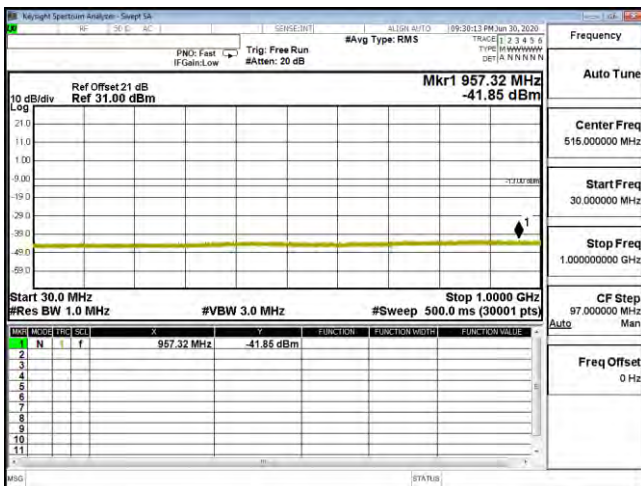 Keysight Spectrum Analyzer - Swept SA
RF 50 Ω AC SENSE:INT ALIGN AUTO 09:30:13 PM Jun 30, 2020
#Avg Type: RMS TRACE 1 2 3 4 5 6
PNO: Fast Trig: Free Run TYPE M WWWWW
IFGain:Low #Atten: 20 dB DET A N N N N N
Mkr1 957.32 MHz
-41.85 dBm
Ref Offset 21 dB
10 dB/div Ref 31.00 dBm
Log
21.0
11.0
1.00
-9.00
-13.00 dBm
-19.0
-29.0
1
-39.0
-49.0
-59.0
Start 30.0 MHz Stop 1.0000 GHz
#Res BW 1.0 MHz #VBW 3.0 MHz #Sweep 500.0 ms (30001 pts)
MKR MODE TRC SCL X Y FUNCTION FUNCTION WIDTH FUNCTION VALUE
1 N 1 f 957.32 MHz -41.85 dBm
2
3
4
5
6
7
8
9
10
11
MSG STATUS
Frequency
Auto Tune
Center Freq
515.000000 MHz
Start Freq
30.000000 MHz
Stop Freq
1.000000000 GHz
CF Step
97.000000 MHz
Auto Man
Freq Offset
0 Hz